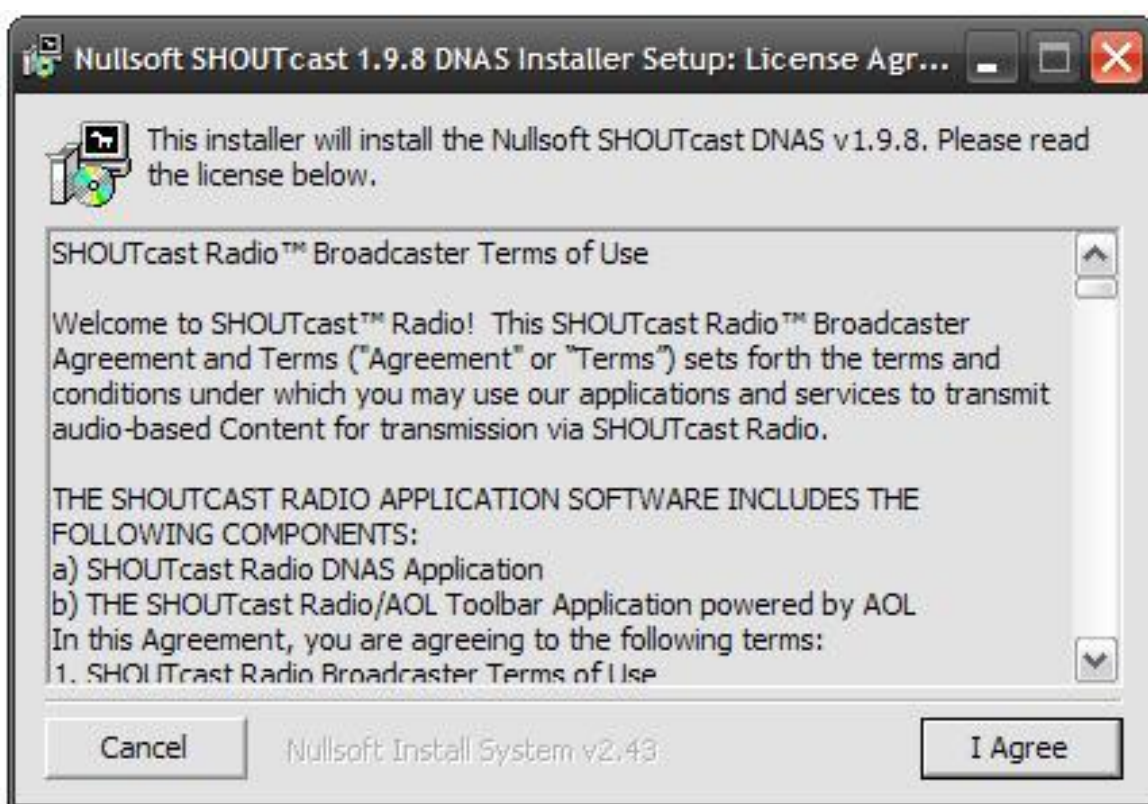 Nullsoft SHOUTcast 1.9.8 DNAS Installer Setup: License Agr...
This installer will install the Nullsoft SHOUTcast DNAS v1.9.8. Please read
the license below.
SHOUTcast Radio™ Broadcaster Terms of Use
Welcome to SHOUTcast™ Radio!  This SHOUTcast Radio™ Broadcaster
Agreement and Terms ("Agreement" or "Terms") sets forth the terms and
conditions under which you may use our applications and services to transmit
audio-based Content for transmission via SHOUTcast Radio.
THE SHOUTCAST RADIO APPLICATION SOFTWARE INCLUDES THE
FOLLOWING COMPONENTS:
a) SHOUTcast Radio DNAS Application
b) THE SHOUTcast Radio/AOL Toolbar Application powered by AOL
In this Agreement, you are agreeing to the following terms:
1. SHOUTcast Radio Broadcaster Terms of Use
Cancel
Nullsoft Install System v2.43
I Agree